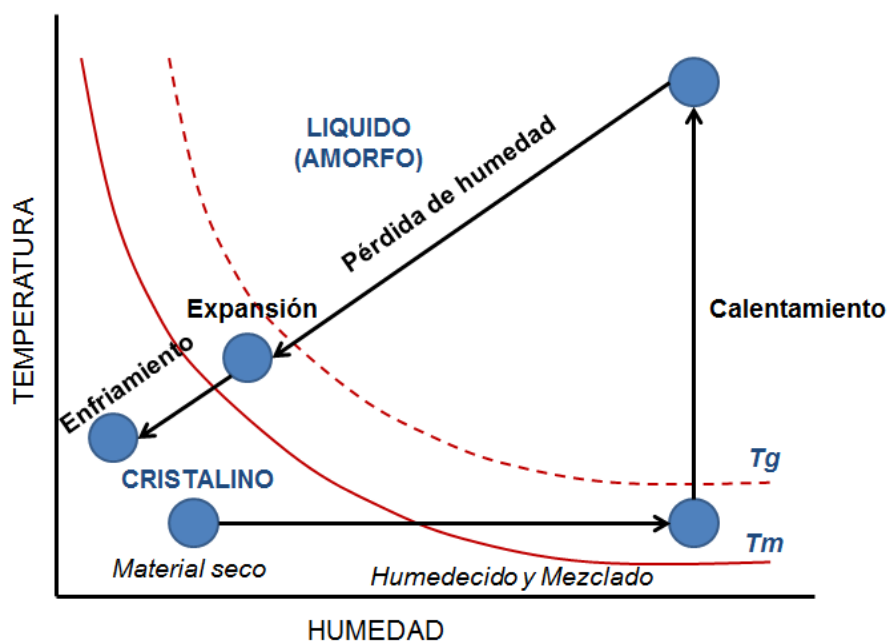 LIQUIDO
(AMORFO)
Pérdida de humedad
Expansión
Calentamiento
Enfriamiento
TEMPERATURA
CRISTALINO
Tg
Tm
Material seco
Humedecido y Mezclado
HUMEDAD